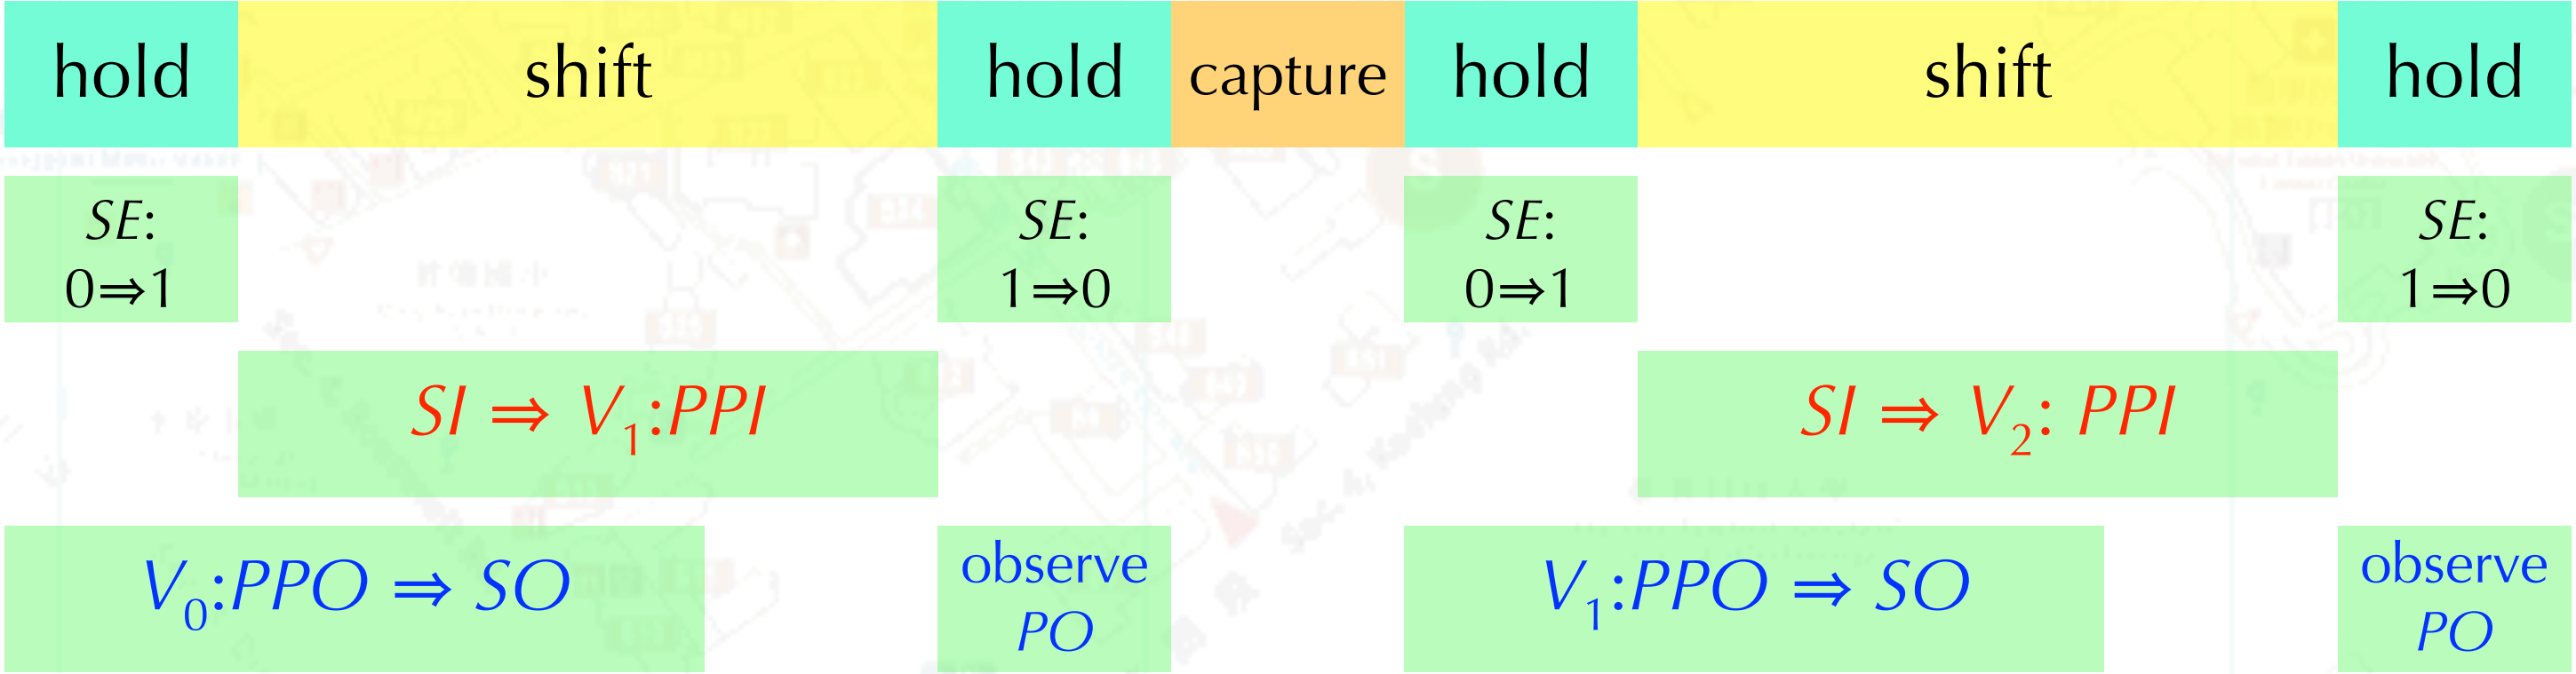 hold shift hold capture hold shift hold
SE: SE: SE: SE:
0⇒1 1⇒0 0⇒1 1⇒0
SI ⇒ V₁:PPI SI ⇒ V₂: PPI
V₀:PPO ⇒ SO observe PO V₁:PPO ⇒ SO observe PO